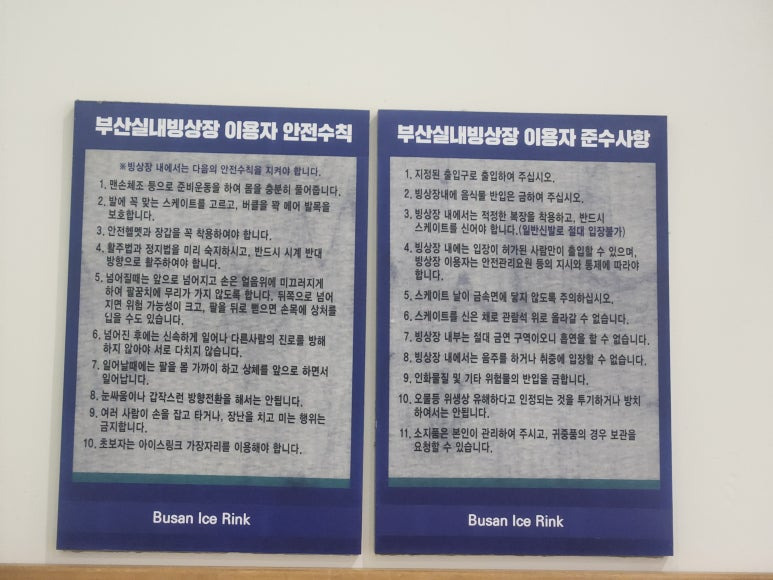 부산실내빙상장 이용자 안전수칙
※빙상장 내에서는 다음의 안전수칙을 지켜야 합니다.
1. 맨손체조 등으로 준비운동을 하여 몸을 충분히 풀어줍니다.
2. 발에 꼭 맞는 스케이트를 고르고, 버클을 꽉 메어 발목을
보호합니다.
3. 안전헬멧과 장갑을 꼭 착용하여야 합니다.
4. 활주법과 정지법을 미리 숙지하시고, 반드시 시계 반대
방향으로 활주하여야 합니다.
5. 넘어질때는 앞으로 넘어지고 손은 얼음위에 미끄러지게
하여 팔꿈치에 무리가 가지 않도록 합니다. 뒤쪽으로 넘어
지면 위험 가능성이 크고, 팔을 뒤로 뻗으면 손목에 상처를
입을 수도 있습니다.
6. 넘어진 후에는 신속하게 일어나 다른사람의 진로를 방해
하지 않아야 서로 다치지 않습니다.
7. 일어날때에는 팔을 몸 가까이 하고 상체를 앞으로 하면서
일어납니다.
8. 눈싸움이나 갑작스런 방향전환을 해서는 안됩니다.
9. 여러 사람이 손을 잡고 타거나, 장난을 치고 미는 행위는
금지합니다.
10. 초보자는 아이스링크 가장자리를 이용해야 합니다.
Busan Ice Rink
부산실내빙상장 이용자 준수사항
1. 지정된 출입구로 출입하여 주십시오.
2. 빙상장내에 음식물 반입은 금하여 주십시오.
3. 빙상장 내에서는 적정한 복장을 착용하고, 반드시
스케이트를 신어야 합니다.(일반신발로 절대 입장불가)
4. 빙상장 내에는 입장이 허가된 사람만이 출입할 수 있으며,
빙상장 이용자는 안전관리요원 등의 지시와 통제에 따라야
합니다.
5. 스케이트 날이 금속면에 닿지 않도록 주의하십시오.
6. 스케이트를 신은 채로 관람석 위로 올라갈 수 없습니다.
7. 빙상장 내부는 절대 금연 구역이오니 흡연을 할 수 없습니다.
8. 빙상장 내에서는 음주를 하거나 취중에 입장할 수 없습니다.
9. 인화물질 및 기타 위험물의 반입을 금합니다.
10. 오물등 위생상 유해하다고 인정되는 것을 투기하거나 방치
하여서는 안됩니다.
11. 소지품은 본인이 관리하여 주시고, 귀중품의 경우 보관을
요청할 수 있습니다.
Busan Ice Rink